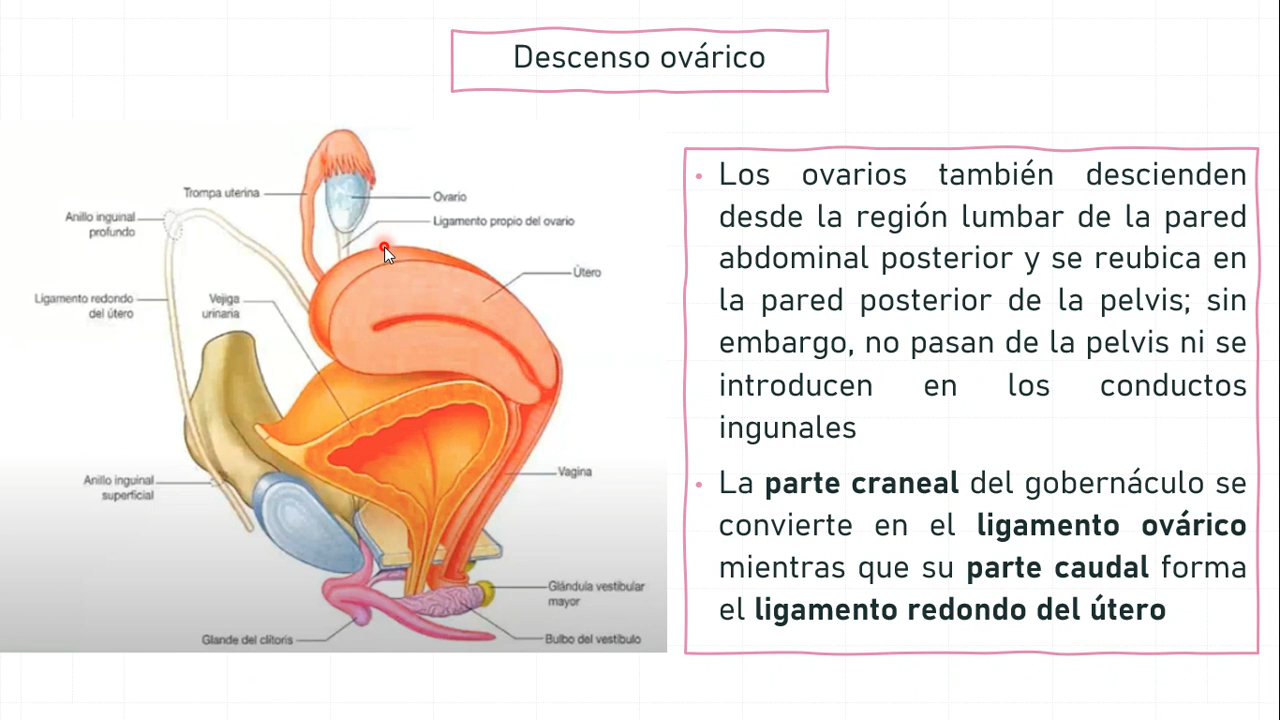 Descenso ovárico
Trompa uterina
Ovario
Anillo inguinal
profundo
Ligamento propio del ovario
Útero
Ligamento redondo
del útero
Vejiga
urinaria
Vagina
Anillo inguinal
superficial
Glándula vestibular
mayor
Glande del clítoris
Bulbo del vestíbulo
• Los ovarios también descienden
desde la región lumbar de la pared
abdominal posterior y se reubica en
la pared posterior de la pelvis; sin
embargo, no pasan de la pelvis ni se
introducen en los conductos
ingunales
• La parte craneal del gobernáculo se
convierte en el ligamento ovárico
mientras que su parte caudal forma
el ligamento redondo del útero